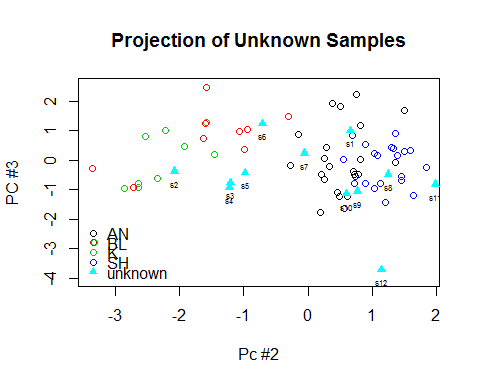 Projection of Unknown Samples
PC #3
2
1
0
-1
-2
-3
-4
s6
s1
s7
s2
s5
s3
s4
s8
s11
s9
s10
s12
AN
BL
K
SH
unknown
-3
-2
-1
0
1
2
Pc #2